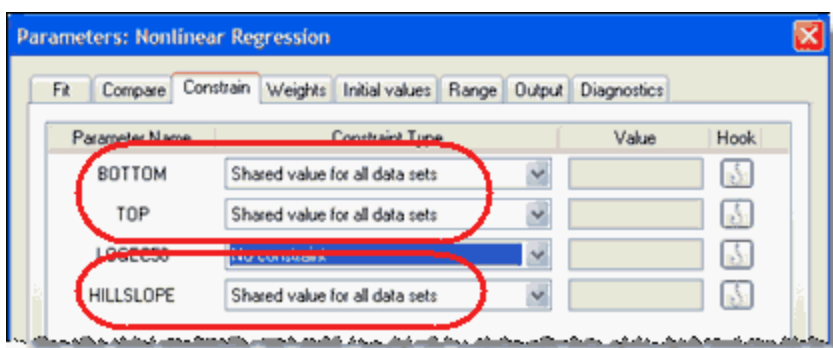 Parameters: Nonlinear Regression
Fit Compare Constrain Weights Initial values Range Output Diagnostics
Parameter Name Constraint Type Value Hook
BOTTOM Shared value for all data sets
TOP Shared value for all data sets
LOGEC50 No constraint
HILLSLOPE Shared value for all data sets